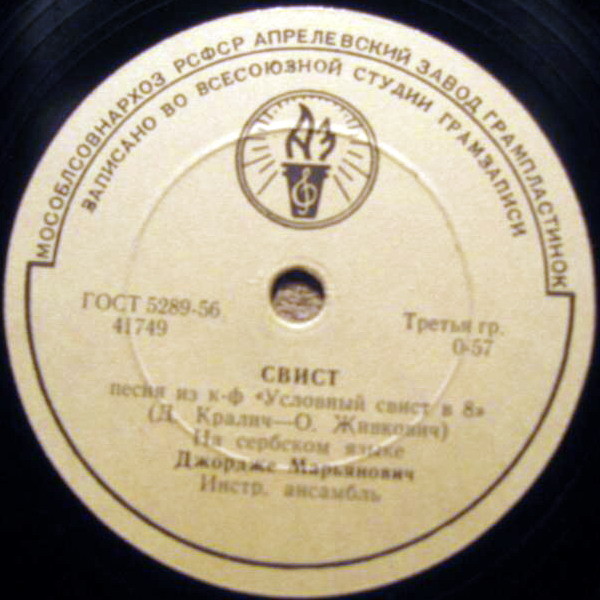 МОСОБЛСОВНАРХОЗ РСФСР АПРЕЛЕВСКИЙ ЗАВОД ГРАМПЛАСТИНОК
ЗАПИСАНО ВО ВСЕСОЮЗНОЙ СТУДИИ ГРАМЗАПИСИ
АЗ
ГОСТ 5289-56
41749
Третья гр.
0-57
СВИСТ
песня из к-ф «Условный свист в 8»
(Д. Кралич—О. Живкович)
На сербском языке
Джордже Марьянович
Инстр. ансамбль